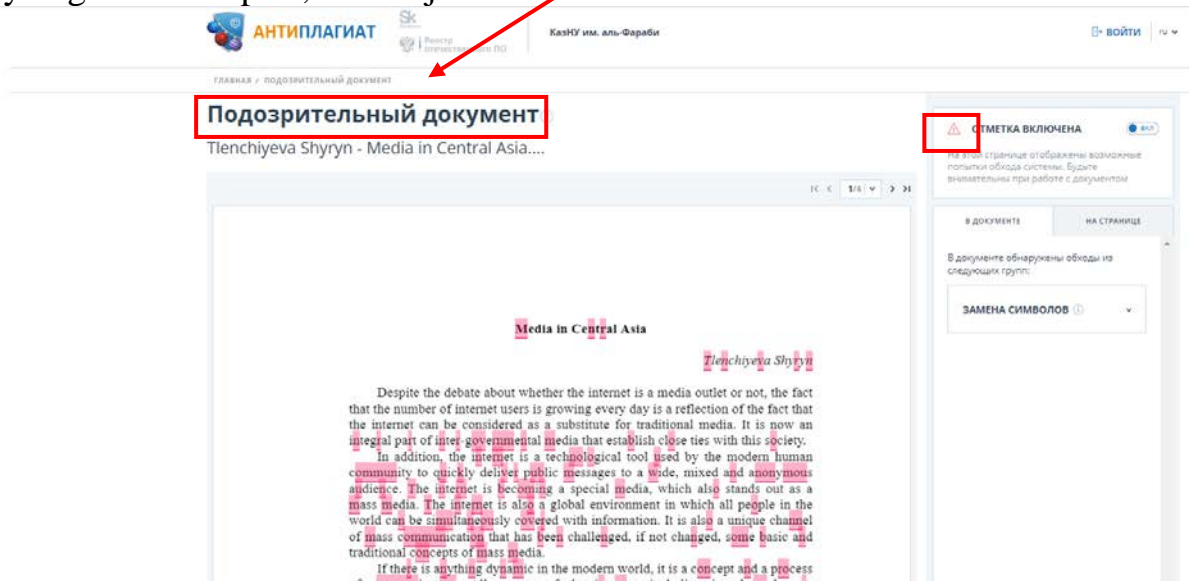 АНТИПЛАГИАТ
Sk
Реестр
КазНУ им. аль-Фараби
ВОЙТИ
ru
ГЛАВНАЯ / ПОДОЗРИТЕЛЬНЫЙ ДОКУМЕНТ
Подозрительный документ
Tlenchiyeva Shyryn - Media in Central Asia....
1/6
ОТМЕТКА ВКЛЮЧЕНА
ВКЛ
На этой странице отображены возможные
попытки обхода системы. Будьте
внимательны при работе с документом
В ДОКУМЕНТЕ
НА СТРАНИЦЕ
В документе обнаружены обходы из
следующих групп:
ЗАМЕНА СИМВОЛОВ
Media in Central Asia
Tlenchiyeva Shyryn
Despite the debate about whether the internet is a media outlet or not, the fact
that the number of internet users is growing every day is a reflection of the fact that
the internet can be considered as a substitute for traditional media. It is now an
integral part of inter-governmental media that establish close ties with this society.
In addition, the internet is a technological tool used by the modern human
community to quickly deliver public messages to a wide, mixed and anonymous
audience. The internet is becoming a special media, which also stands out as a
mass media. The internet is also a global environment in which all people in the
world can be simultaneously covered with information. It is also a unique channel
of mass communication that has been challenged, if not changed, some basic and
traditional concepts of mass media.
If there is anything dynamic in the modern world, it is a concept and a process